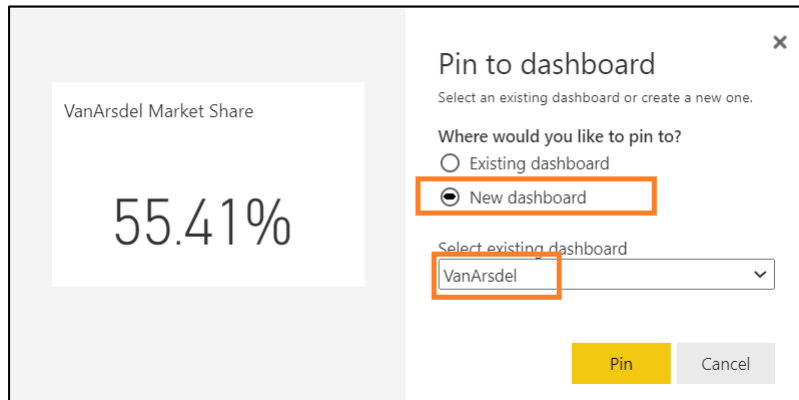 VanArsdel Market Share
55.41%
Pin to dashboard
Select an existing dashboard or create a new one.
Where would you like to pin to?
Existing dashboard
New dashboard
Select existing dashboard
VanArsdel
Pin
Cancel